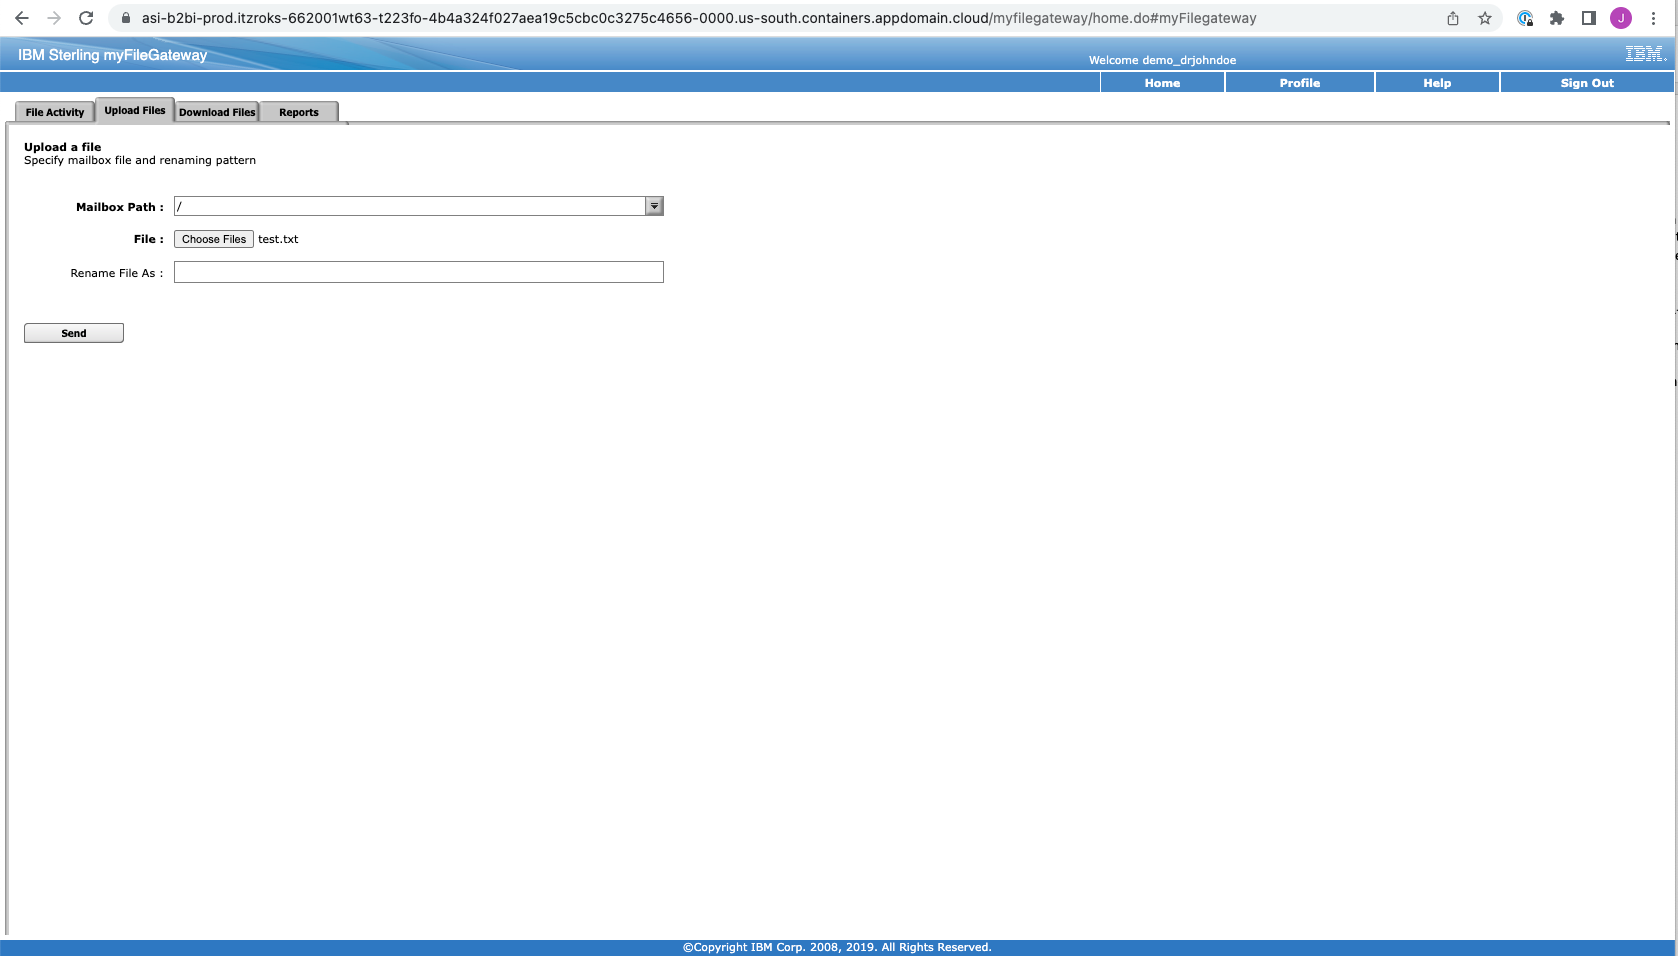 asi-b2bi-prod.itzroks-662001wt63-t223fo-4b4a324f027aea19c5cbc0c3275c4656-0000.us-south.containers.appdomain.cloud/myfilegateway/home.do#myFilegateway
J
IBM Sterling myFileGateway
Welcome demo_drjohndoe
IBM
Home Profile Help Sign Out
File Activity Upload Files Download Files Reports
Upload a file
Specify mailbox file and renaming pattern
Mailbox Path : /
File : Choose Files test.txt
Rename File As :
Send
©Copyright IBM Corp. 2008, 2019. All Rights Reserved.